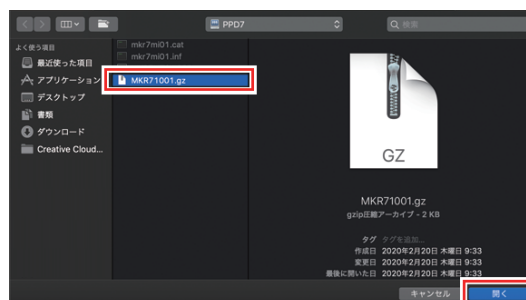 PPD7
検索
よく使う項目
最近使った項目
アプリケーション
デスクトップ
書類
ダウンロード
Creative Cloud...
mkr7mi01.cat
mkr7mi01.inf
MKR71001.gz
GZ
MKR71001.gz
gzip圧縮アーカイブ - 2 KB
タグ タグを追加...
作成日 2020年2月20日 木曜日 9:33
変更日 2020年2月20日 木曜日 9:33
最後に開いた日 2020年2月20日 木曜日 9:33
キャンセル
開く